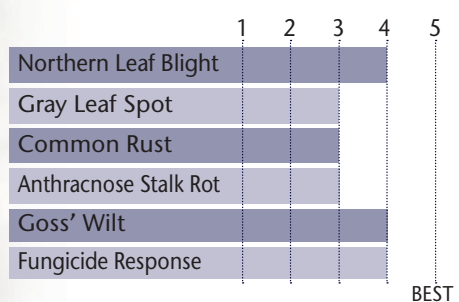 1 2 3 4 5
Northern Leaf Blight
Gray Leaf Spot
Common Rust
Anthracnose Stalk Rot
Goss’ Wilt
Fungicide Response
BEST